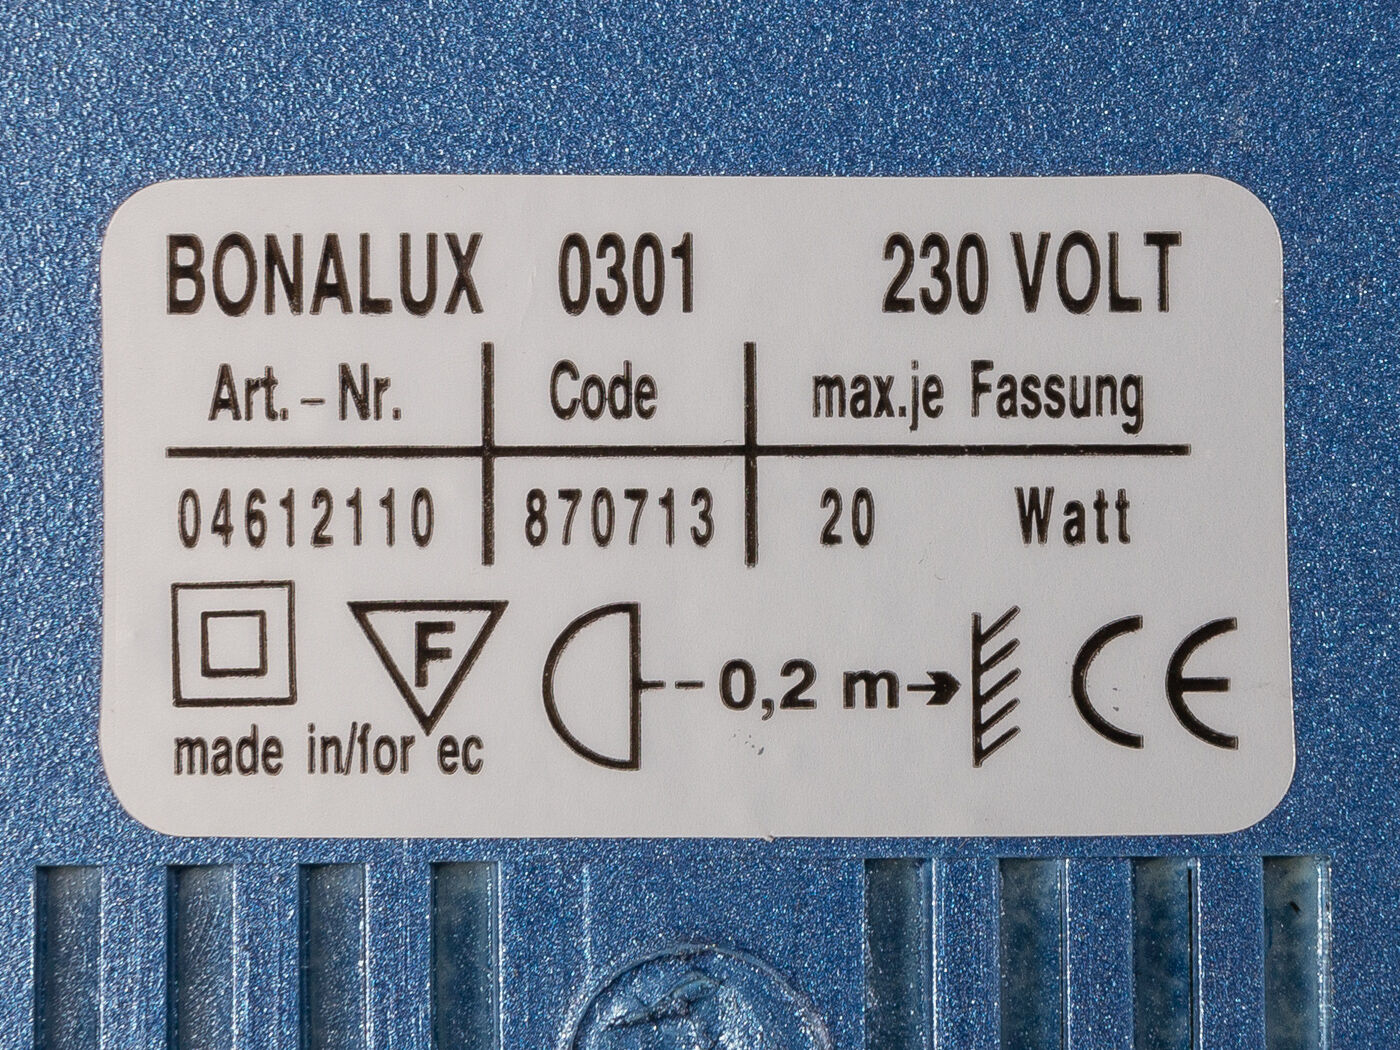 BONALUX 0301 230 VOLT
Art.-Nr. Code max.je Fassung
04612110 870713 20 Watt
F 0,2 m CE
made in/for ec